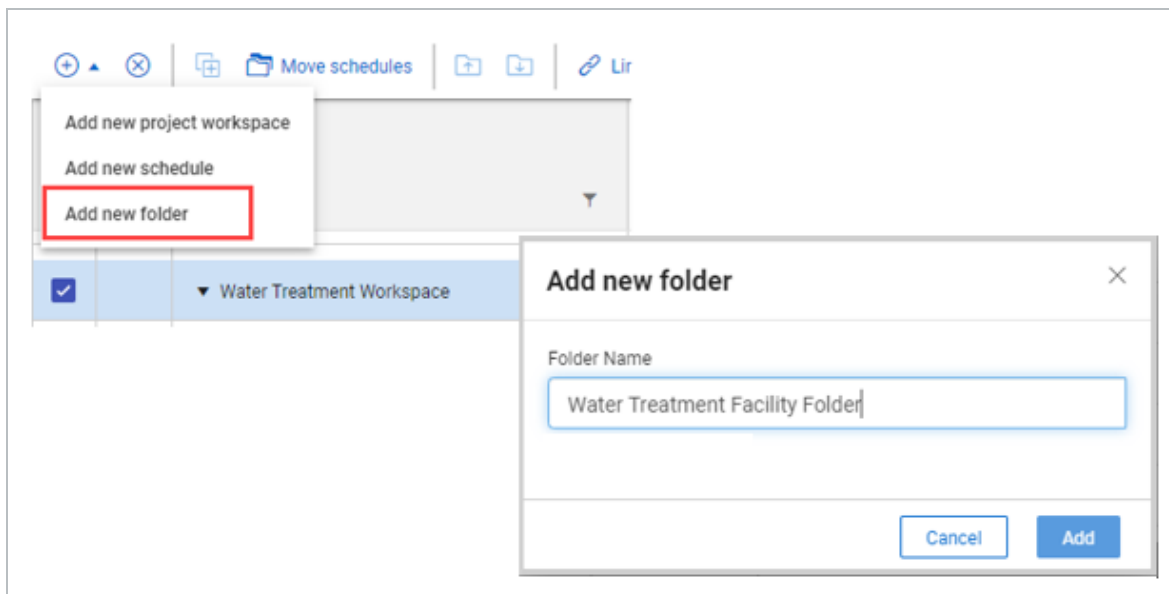 Move schedules
Lir
Add new project workspace
Add new schedule
Add new folder
Water Treatment Workspace
Add new folder
Folder Name
Water Treatment Facility Folder
Cancel
Add